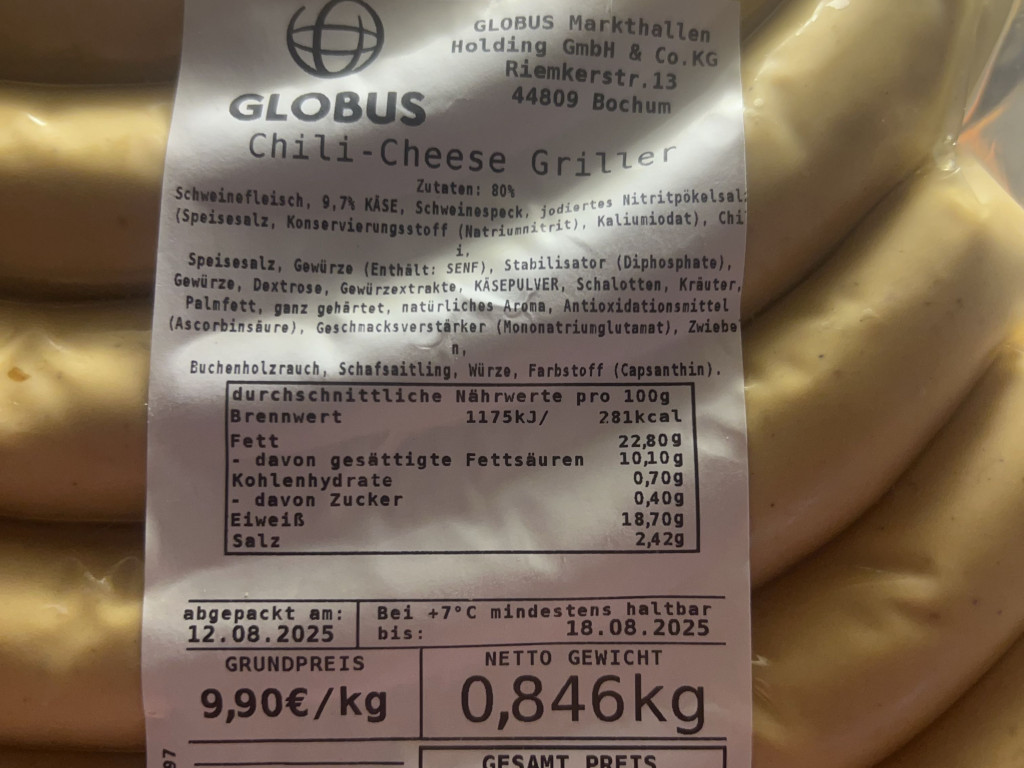 GLOBUS Markthallen
Holding GmbH & Co.KG
Riemkerstr.13
44809 Bochum
GLOBUS
Chili-Cheese Griller
Zutaten: 80%
Schweinefleisch, 9,7% KÄSE, Schweinespeck, jodiertes Nitritpökelsal
(Speisesalz, Konservierungsstoff (Natriumnitrit), Kaliumiodat), Chi
i,
Speisesalz, Gewürze (Enthält: SENF), Stabilisator (Diphosphate),
Gewürze, Dextrose, Gewürzextrakte, KÄSEPULVER, Schalotten, Kräuter,
Palmfett, ganz gehärtet, natürliches Aroma, Antioxidationsmittel
(Ascorbinsäure), Geschmacksverstärker (Mononatriumglutamat), Zwiebe
n,
Buchenholzrauch, Schafsaitling, Würze, Farbstoff (Capsanthin).
durchschnittliche Nährwerte pro 100g
Brennwert 1175kJ/ 281kcal
Fett 22,80g
- davon gesättigte Fettsäuren 10,10g
Kohlenhydrate 0,70g
- davon Zucker 0,40g
Eiweiß 18,70g
Salz 2,42g
abgepackt am: Bei +7°C mindestens haltbar
12.08.2025 bis: 18.08.2025
GRUNDPREIS NETTO GEWICHT
9,90€/kg 0,846kg
97
GESAMT PREIS